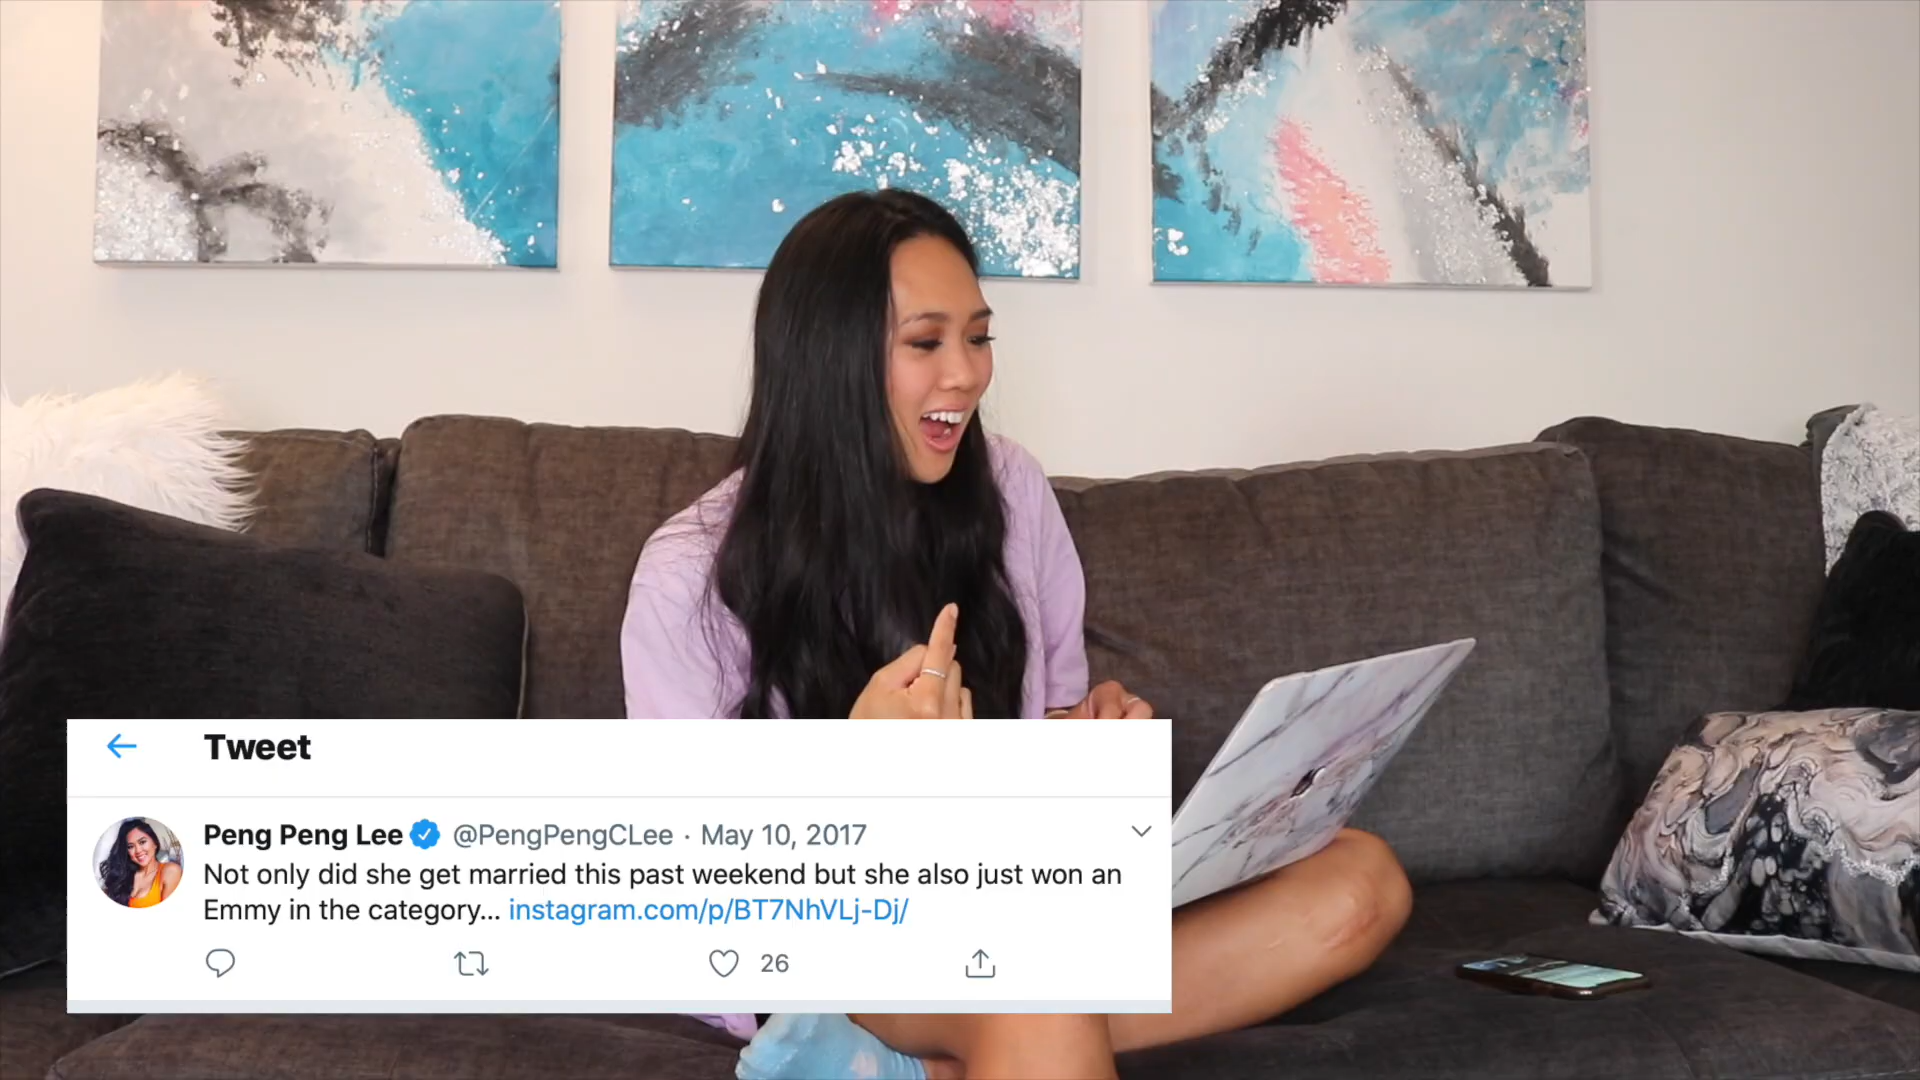 Tweet
Peng Peng Lee @PengPengCLee · May 10, 2017
Not only did she get married this past weekend but she also just won an
Emmy in the category... instagram.com/p/BT7NhVLj-Dj/
26